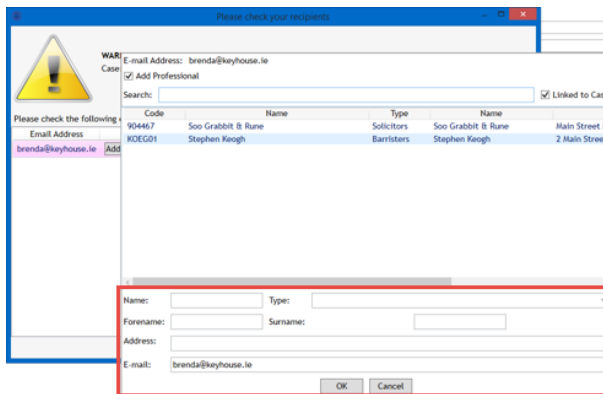 Please check your recipients
WAR
Case
Please check the following
Email Address
brenda@keyhouse.ie Add
E-mail Address: brenda@keyhouse.ie
Add Professional
Search: Linked to Cas
Code Name Type Name
904467 Soo Grabbit & Rune Solicitors Soo Grabbit & Rune Main Street
KOEG01 Stephen Keogh Barristers Stephen Keogh 2 Main Stree
Name: Type:
Forename: Surname:
Address:
E-mail: brenda@keyhouse.ie
OK Cancel